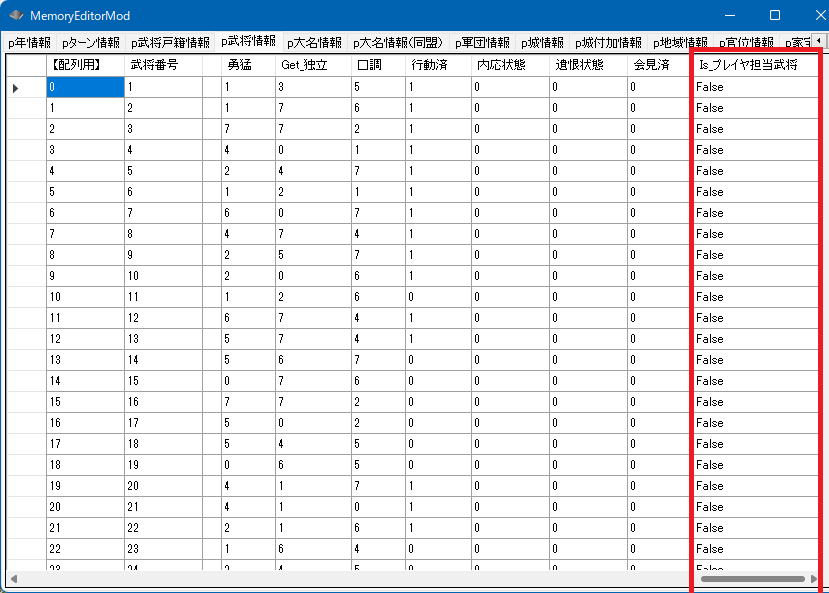 MemoryEditorMod
p年情報 pターン情報 p武将戸籍情報 p武将情報 p大名情報 p大名情報(同盟) p軍団情報 p城情報 p城付加情報 p地域情報 p官位情報 p家宝
【配列用】 武将番号 勇猛 Get_独立 口調 行動済 内応状態 遺恨状態 会見済 Is_プレイヤ担当武将
0 1 1 3 5 1 0 0 0 False
1 2 1 7 6 1 0 0 0 False
2 3 7 7 2 1 0 0 0 False
3 4 4 0 1 1 0 0 0 False
4 5 2 4 7 1 0 0 0 False
5 6 1 2 1 1 0 0 0 False
6 7 6 0 7 1 0 0 0 False
7 8 4 7 4 1 0 0 0 False
8 9 2 5 7 1 0 0 0 False
9 10 2 0 6 1 0 0 0 False
10 11 1 2 6 0 0 0 0 False
11 12 6 7 4 1 0 0 0 False
12 13 5 7 4 1 0 0 0 False
13 14 5 6 7 0 0 0 0 False
14 15 0 7 6 0 0 0 0 False
15 16 7 7 2 0 0 0 0 False
16 17 5 0 2 0 0 0 0 False
17 18 5 4 5 0 0 0 0 False
18 19 0 6 5 0 0 0 0 False
19 20 4 1 7 1 0 0 0 False
20 21 4 1 0 1 0 0 0 False
21 22 2 1 6 1 0 0 0 False
22 23 1 6 4 0 0 0 0 False
23 24 2 4 5 0 0 0 0 False